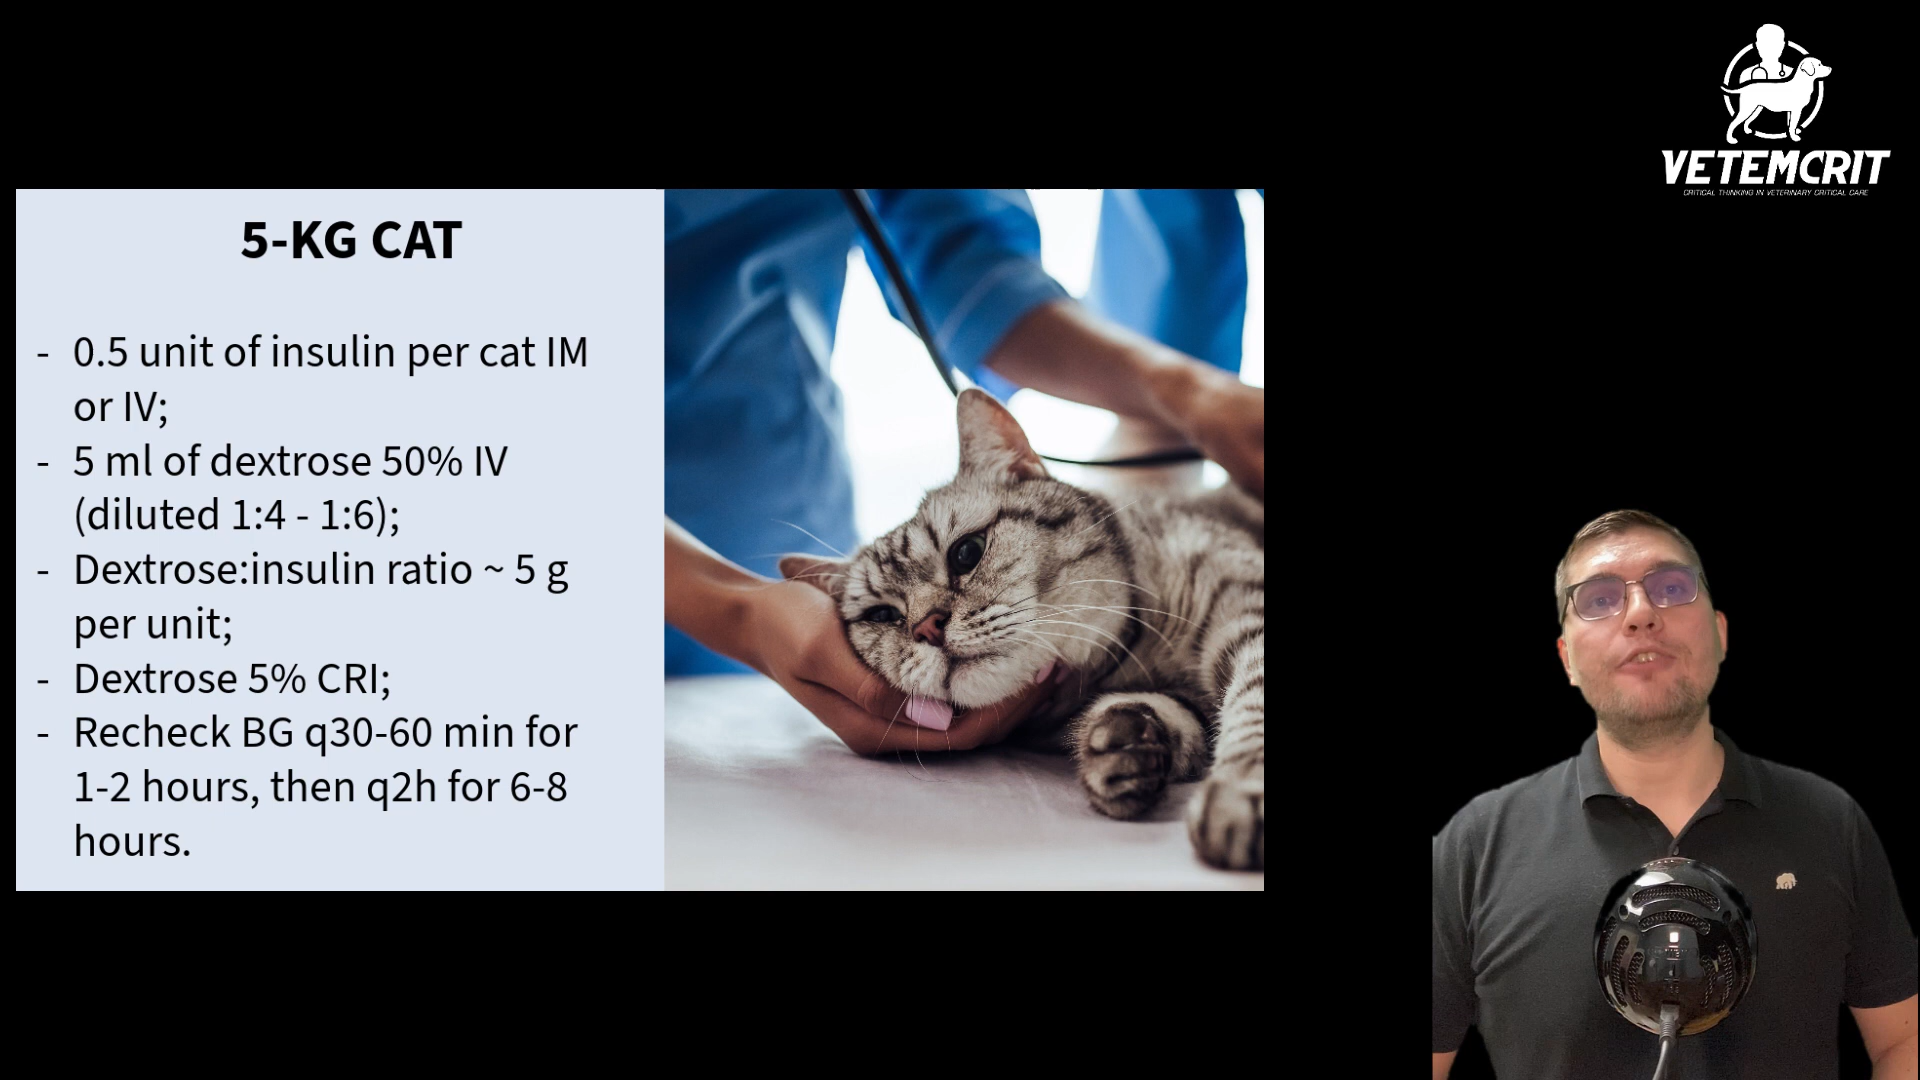 VETEMCRIT
CRITICAL THINKING IN VETERINARY CRITICAL CARE
5-KG CAT
- 0.5 unit of insulin per cat IM
or IV;
- 5 ml of dextrose 50% IV
(diluted 1:4 - 1:6);
- Dextrose:insulin ratio ~ 5 g
per unit;
- Dextrose 5% CRI;
- Recheck BG q30-60 min for
1-2 hours, then q2h for 6-8
hours.